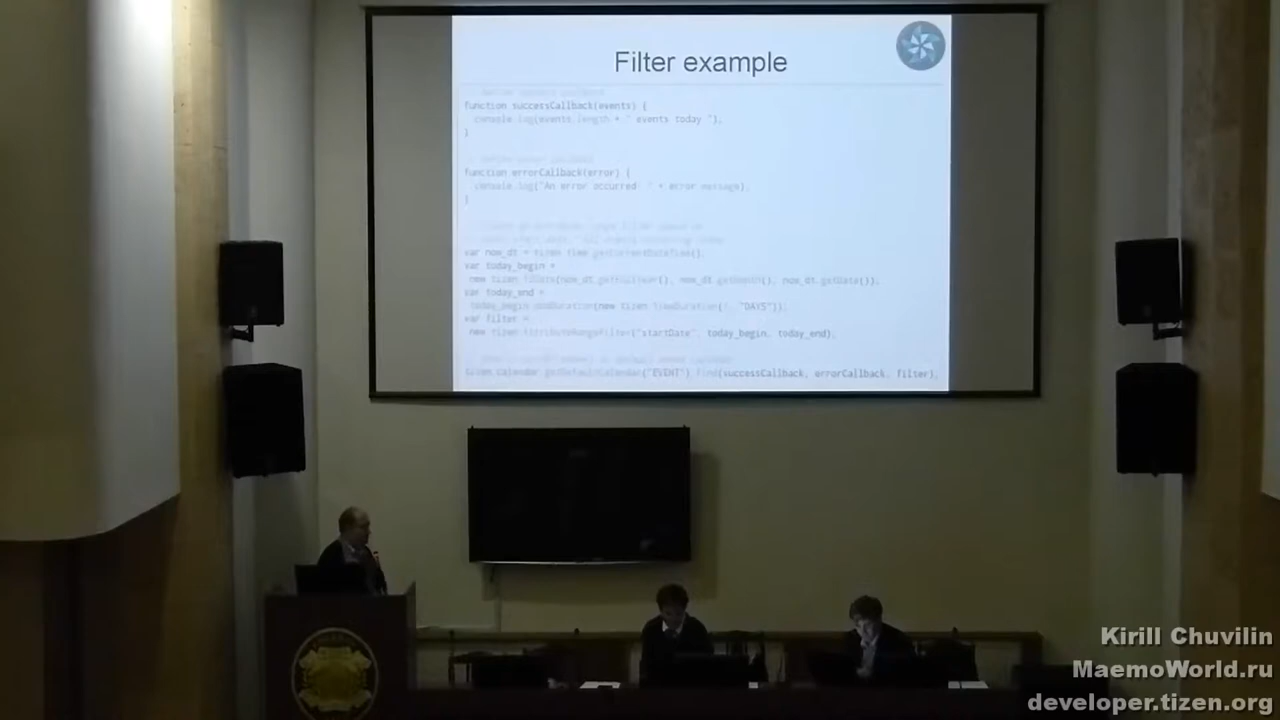 Filter example
function successCallback(events) {
console.log(events.length + " events today ");
}
function errorCallback(error) {
console.log("An error occurred: " + error message);
}
var now_dt = tizen.time.getCurrentDateTime();
var today_begin =
new tizen.TZDate(now_dt.getFullYear(), now_dt.getMonth(), now_dt.getDate());
var today_end =
today_begin.addDuration(new tizen.TimeDuration( "DAYS"));
var filter =
new tizen.AttributeRangeFilter("startDate", today_begin, today_end);
tizen.calendar.getDefaultCalendar("EVENT").find(successCallback, errorCallback, filter);
Kirill Chuvilin
MaemoWorld.ru
developer.tizen.org